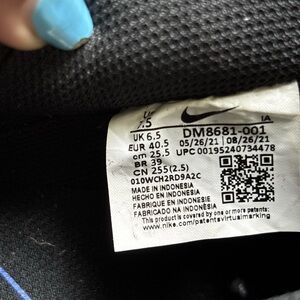 UK 6.5
EUR 40.5
cm 25.5
BR 39
CN 255(2.5)
010WCH2RD9A2C
DM8681-001
05/26/21 08/26/21
UPC 00195240734478
IA
MADE IN INDONESIA
HECHO EN INDONESIA
FABRIQUE EN INDONESIE
FABRICADO NA INDONÉSIA
This product is covered by one or more patents:
www.nike.com/patentsvirtualmarking